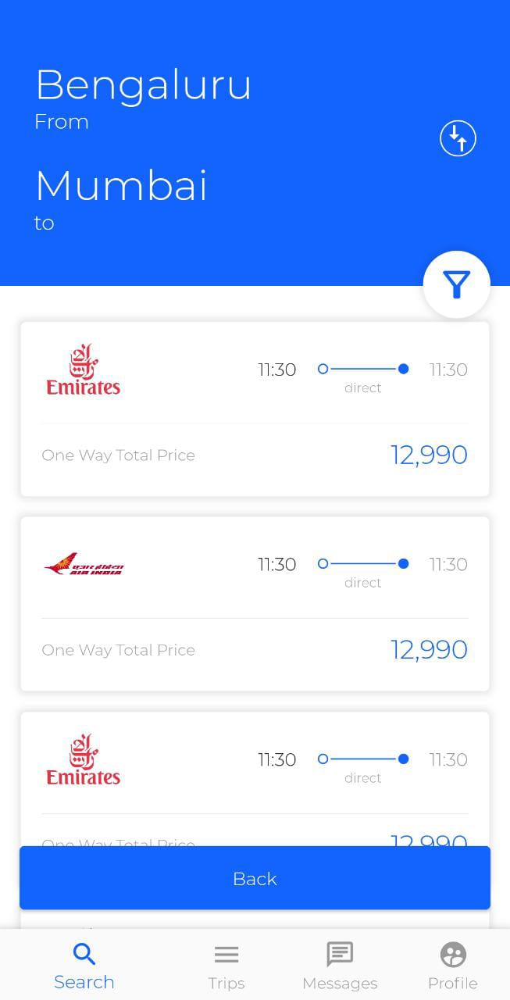 Bengaluru
From
Mumbai
to
Emirates
11:30 11:30
direct
One Way Total Price 12,990
एअर इंडिया
AIR INDIA
11:30 11:30
direct
One Way Total Price 12,990
Emirates
11:30 11:30
direct
One Way Total Price 12,990
Back
Search Trips Messages Profile